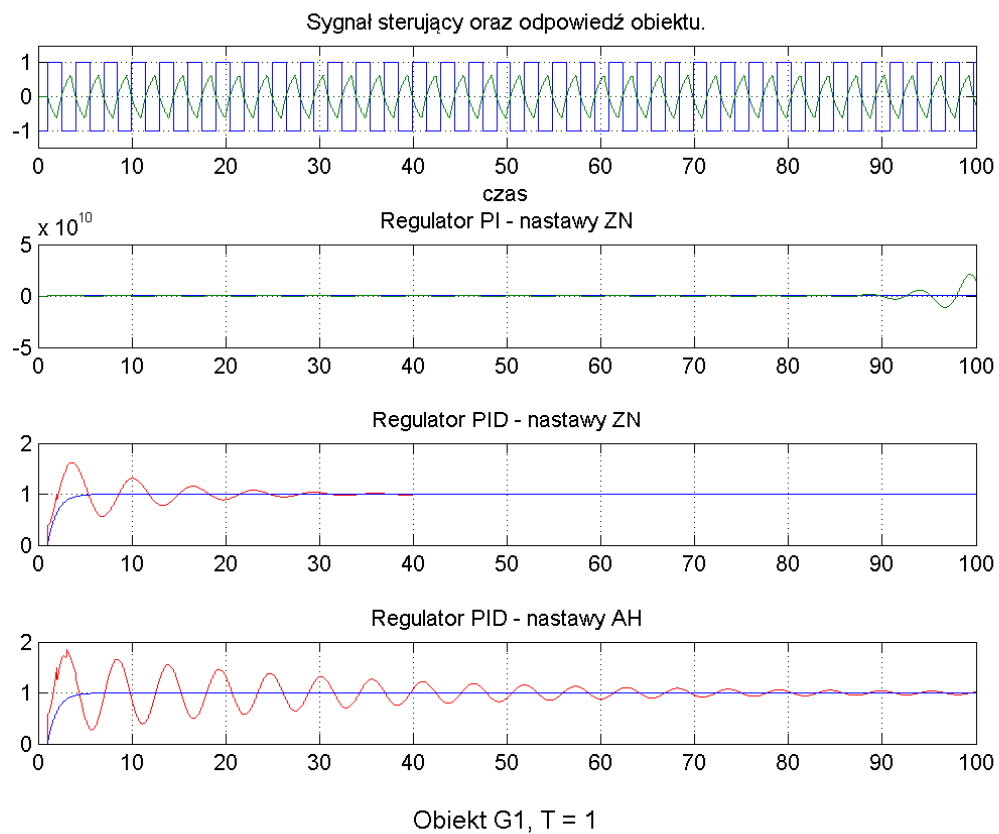 Sygnał sterujący oraz odpowiedź obiektu.
1
0
-1
0 10 20 30 40 50 60 70 80 90 100
czas
Regulator PI - nastawy ZN
x 10^10
5
0
-5
0 10 20 30 40 50 60 70 80 90 100
Regulator PID - nastawy ZN
2
1
0
0 10 20 30 40 50 60 70 80 90 100
Regulator PID - nastawy AH
2
1
0
0 10 20 30 40 50 60 70 80 90 100
Obiekt G1, T = 1